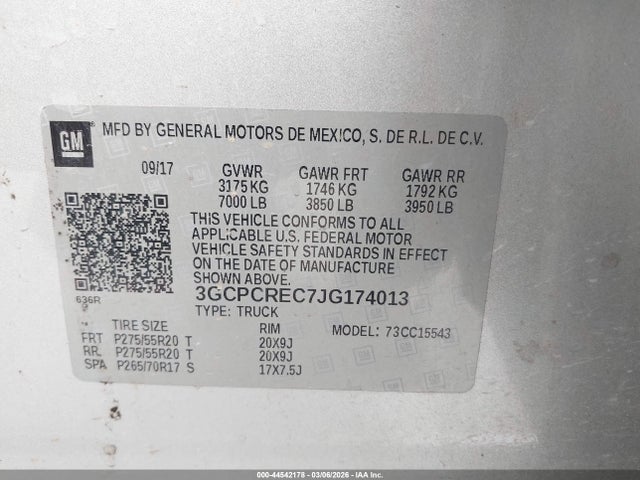 GM
MFD BY GENERAL MOTORS DE MEXICO, S. DE R.L. DE C.V.
09/17 GVWR GAWR FRT GAWR RR
3175 KG 1746 KG 1792 KG
7000 LB 3850 LB 3950 LB
THIS VEHICLE CONFORMS TO ALL
APPLICABLE U.S. FEDERAL MOTOR
VEHICLE SAFETY STANDARDS IN EFFECT
ON THE DATE OF MANUFACTURE
SHOWN ABOVE.
636R
3GCPCREC7JG174013
TYPE: TRUCK
TIRE SIZE RIM MODEL: 73CC15543
FRT P275/55R20 T 20X9J
RR P275/55R20 T 20X9J
SPA P265/70R17 S 17X7.5J
000-44542178 - 03/06/2026 - IAA Inc.